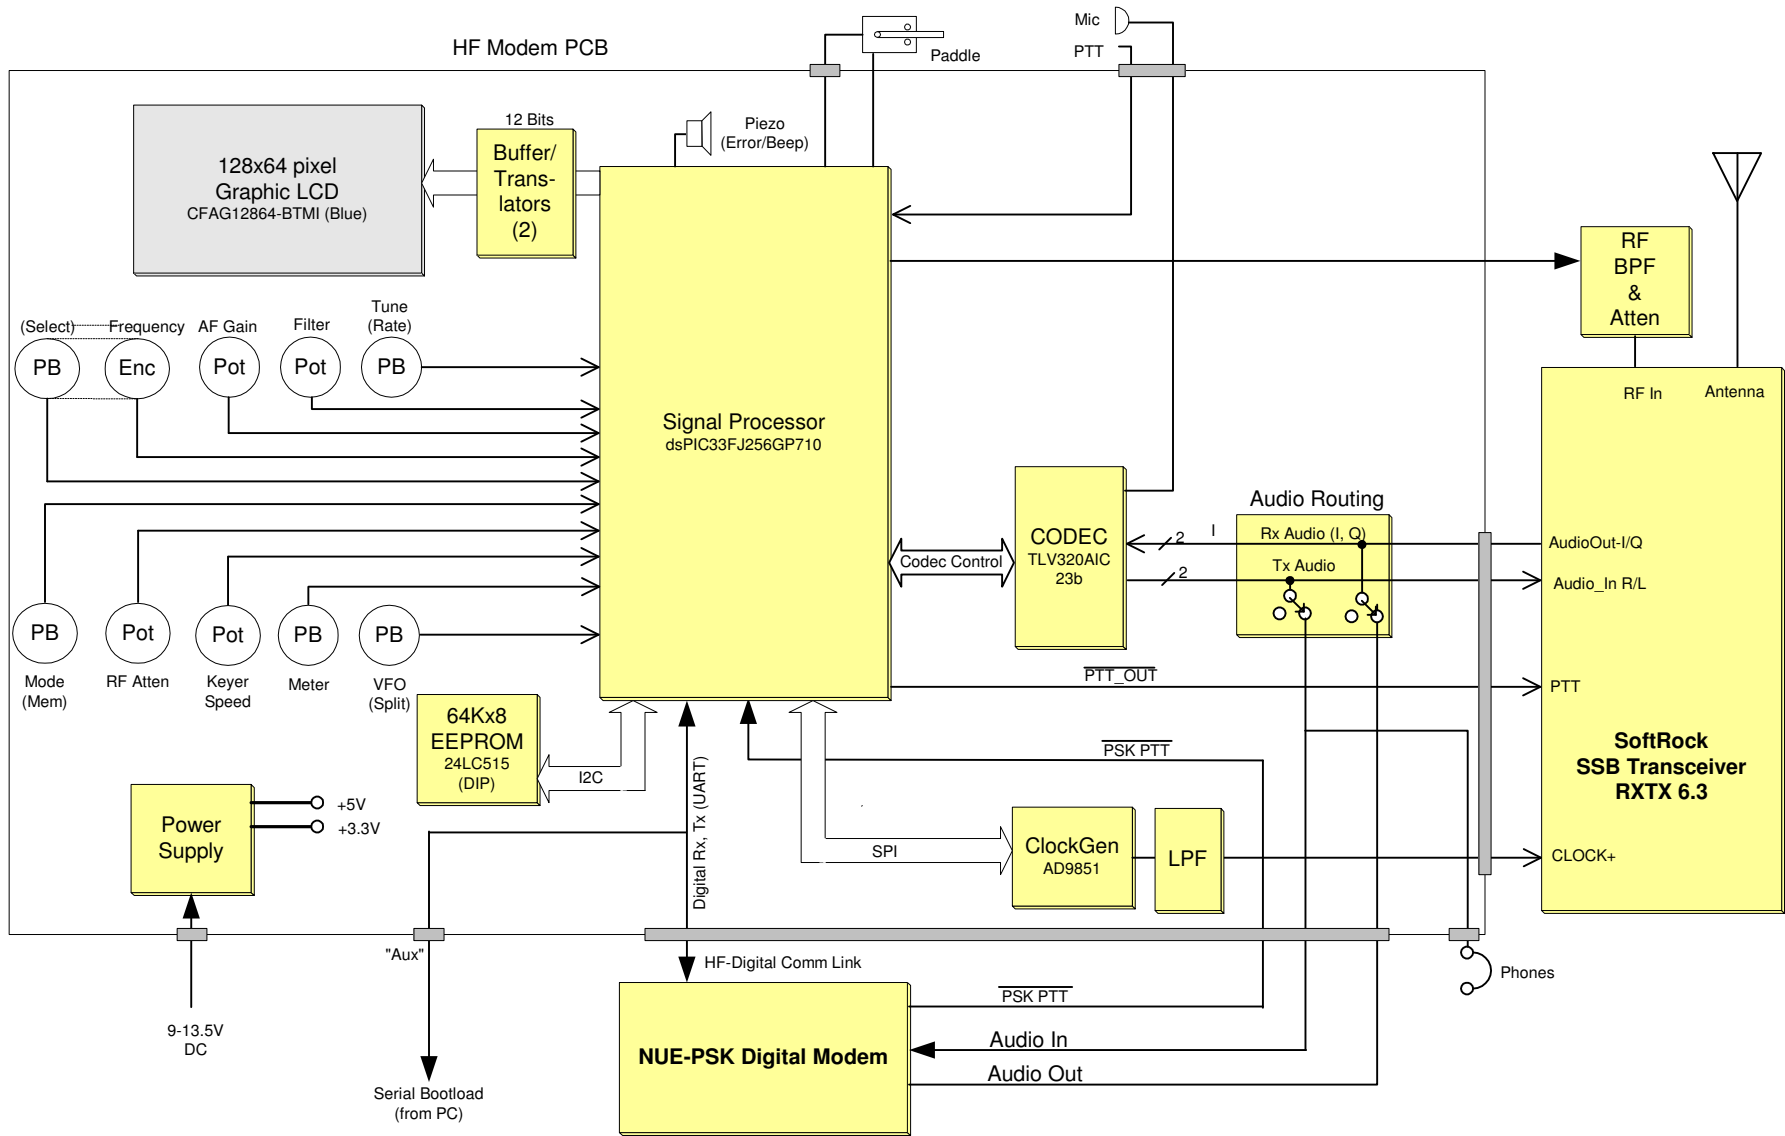 HF Modem PCB
Mic
PTT
Paddle
12 Bits
Piezo
(Error/Beep)
128x64 pixel
Graphic LCD
CFAG12864-BTMI (Blue)
Buffer/
Trans-
lators
(2)
RF
BPF
&
Atten
(Select)
Frequency
AF Gain
Filter
Tune
(Rate)
PB
Enc
Pot
Pot
PB
RF In
Antenna
Signal Processor
dsPIC33FJ256GP710
Audio Routing
CODEC
TLV320AIC
23b
Codec Control
2
I
Rx Audio (I, Q)
AudioOut-I/Q
2
Tx Audio
Audio_In R/L
PB
Pot
Pot
PB
PB
Mode
(Mem)
RF Atten
Keyer
Speed
Meter
VFO
(Split)
PTT_OUT
PTT
64Kx8
EEPROM
24LC515
(DIP)
I2C
PSK PTT
SoftRock
SSB Transceiver
RXTX 6.3
Power
Supply
+5V
+3.3V
Digital Rx, Tx (UART)
SPI
ClockGen
AD9851
LPF
CLOCK+
"Aux"
HF-Digital Comm Link
Phones
9-13.5V
DC
NUE-PSK Digital Modem
PSK PTT
Audio In
Audio Out
Serial Bootload
(from PC)